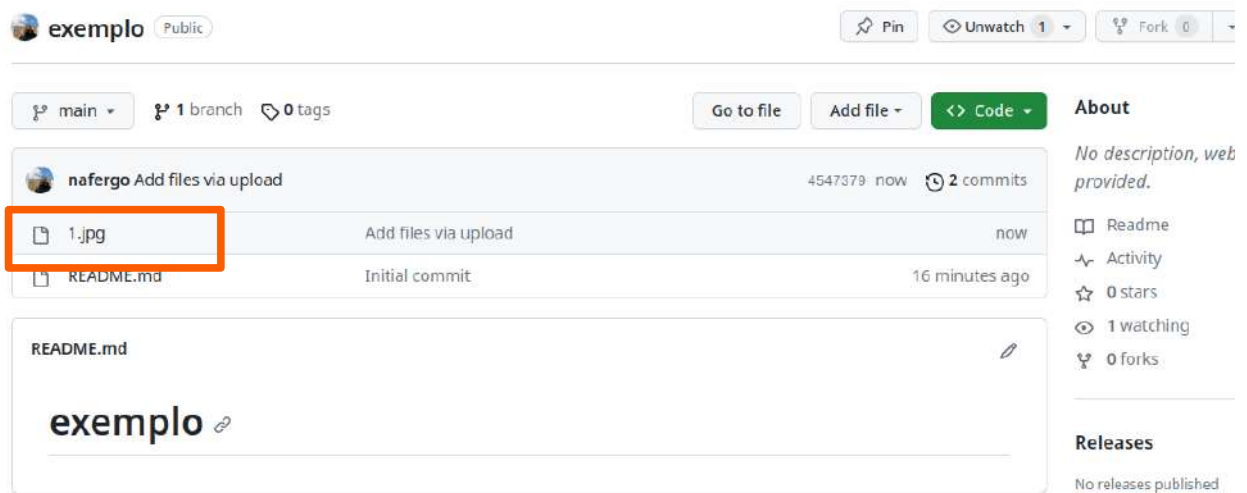 exemplo Public
Pin
Unwatch 1
Fork 0
main
1 branch
0 tags
Go to file
Add file
<> Code
nafergo Add files via upload
4547379 now
2 commits
1.jpg
Add files via upload
now
README.md
Initial commit
16 minutes ago
README.md
exemplo
About
No description, web
provided.
Readme
Activity
0 stars
1 watching
0 forks
Releases
No releases published